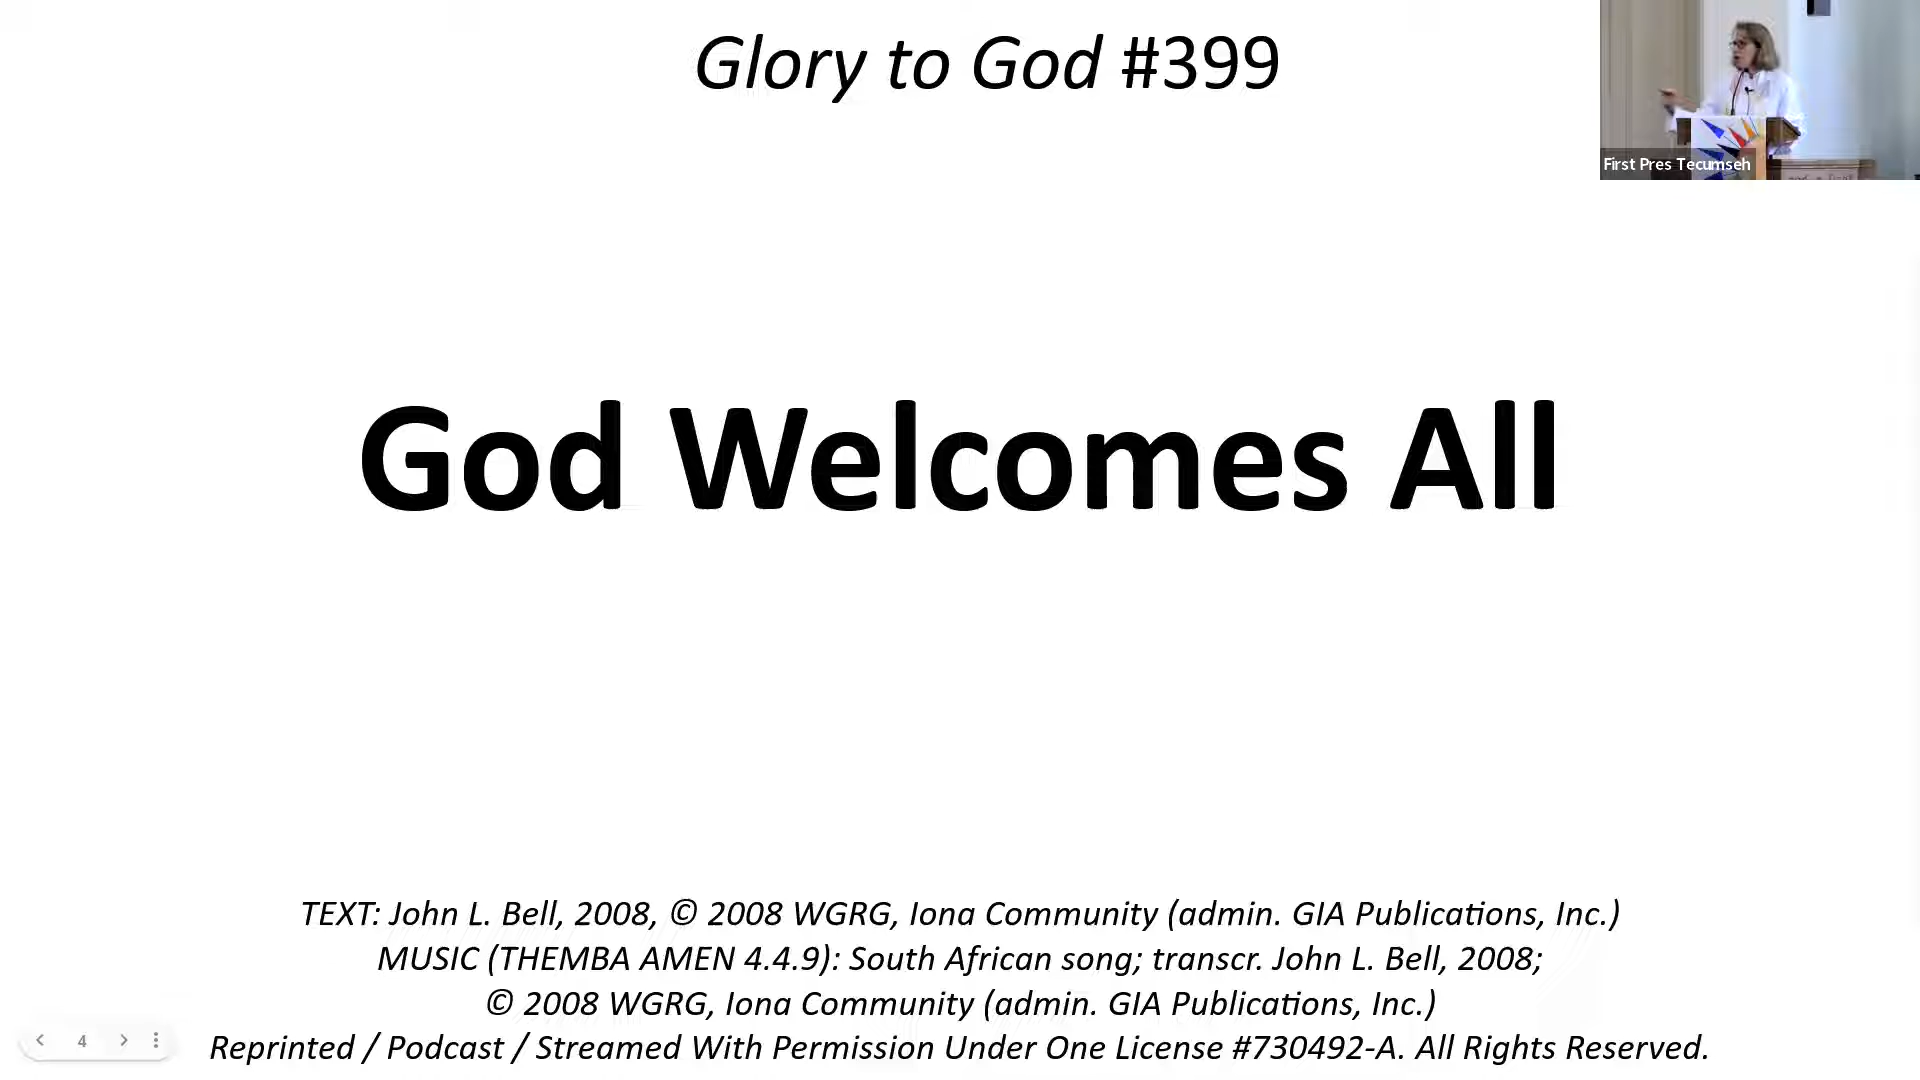 Glory to God #399
First Pres Tecumseh
God Welcomes All
TEXT: John L. Bell, 2008, © 2008 WGRG, Iona Community (admin. GIA Publications, Inc.)
MUSIC (THEMBA AMEN 4.4.9): South African song; transcr. John L. Bell, 2008;
© 2008 WGRG, Iona Community (admin. GIA Publications, Inc.)
4
Reprinted / Podcast / Streamed With Permission Under One License #730492-A. All Rights Reserved.